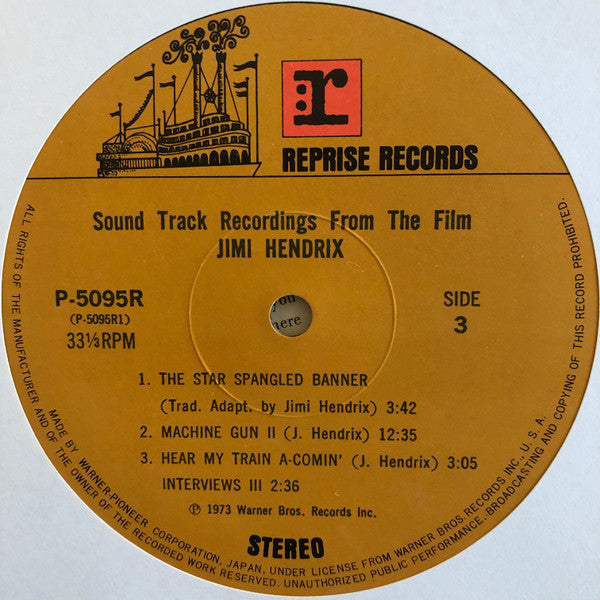 r
REPRISE RECORDS
Sound Track Recordings From The Film
JIMI HENDRIX
P-5095R
(P-5095R1)
33⅓RPM
SIDE
3
you
here
1. THE STAR SPANGLED BANNER
(Trad. Adapt. by Jimi Hendrix) 3:42
2. MACHINE GUN II (J. Hendrix) 12:35
3. HEAR MY TRAIN A-COMIN' (J. Hendrix) 3:05
INTERVIEWS III 2:36
℗ 1973 Warner Bros. Records Inc.
STEREO
ALL RIGHTS OF THE MANUFACTURER AND OF THE OWNER OF THE RECORDED WORK RESERVED. UNAUTHORIZED PUBLIC PERFORMANCE, BROADCASTING AND COPYING OF THIS RECORD PROHIBITED.
MADE BY WARNER-PIONEER CORPORATION, JAPAN, UNDER LICENSE FROM WARNER BROS. RECORDS INC., U.S.A.